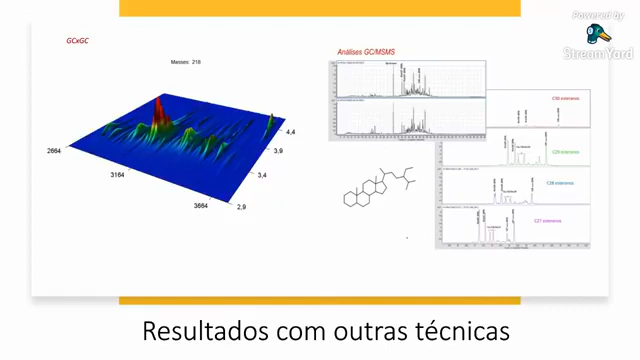 Powered by
StreamYard
GCxGC
Masses: 218
2664
3164
3664
2,9
3,4
3,9
4,4
Análises GC/MSMS
C30 esteranos
C29 esteranos
C28 esteranos
C27 esteranos
Resultados com outras técnicas